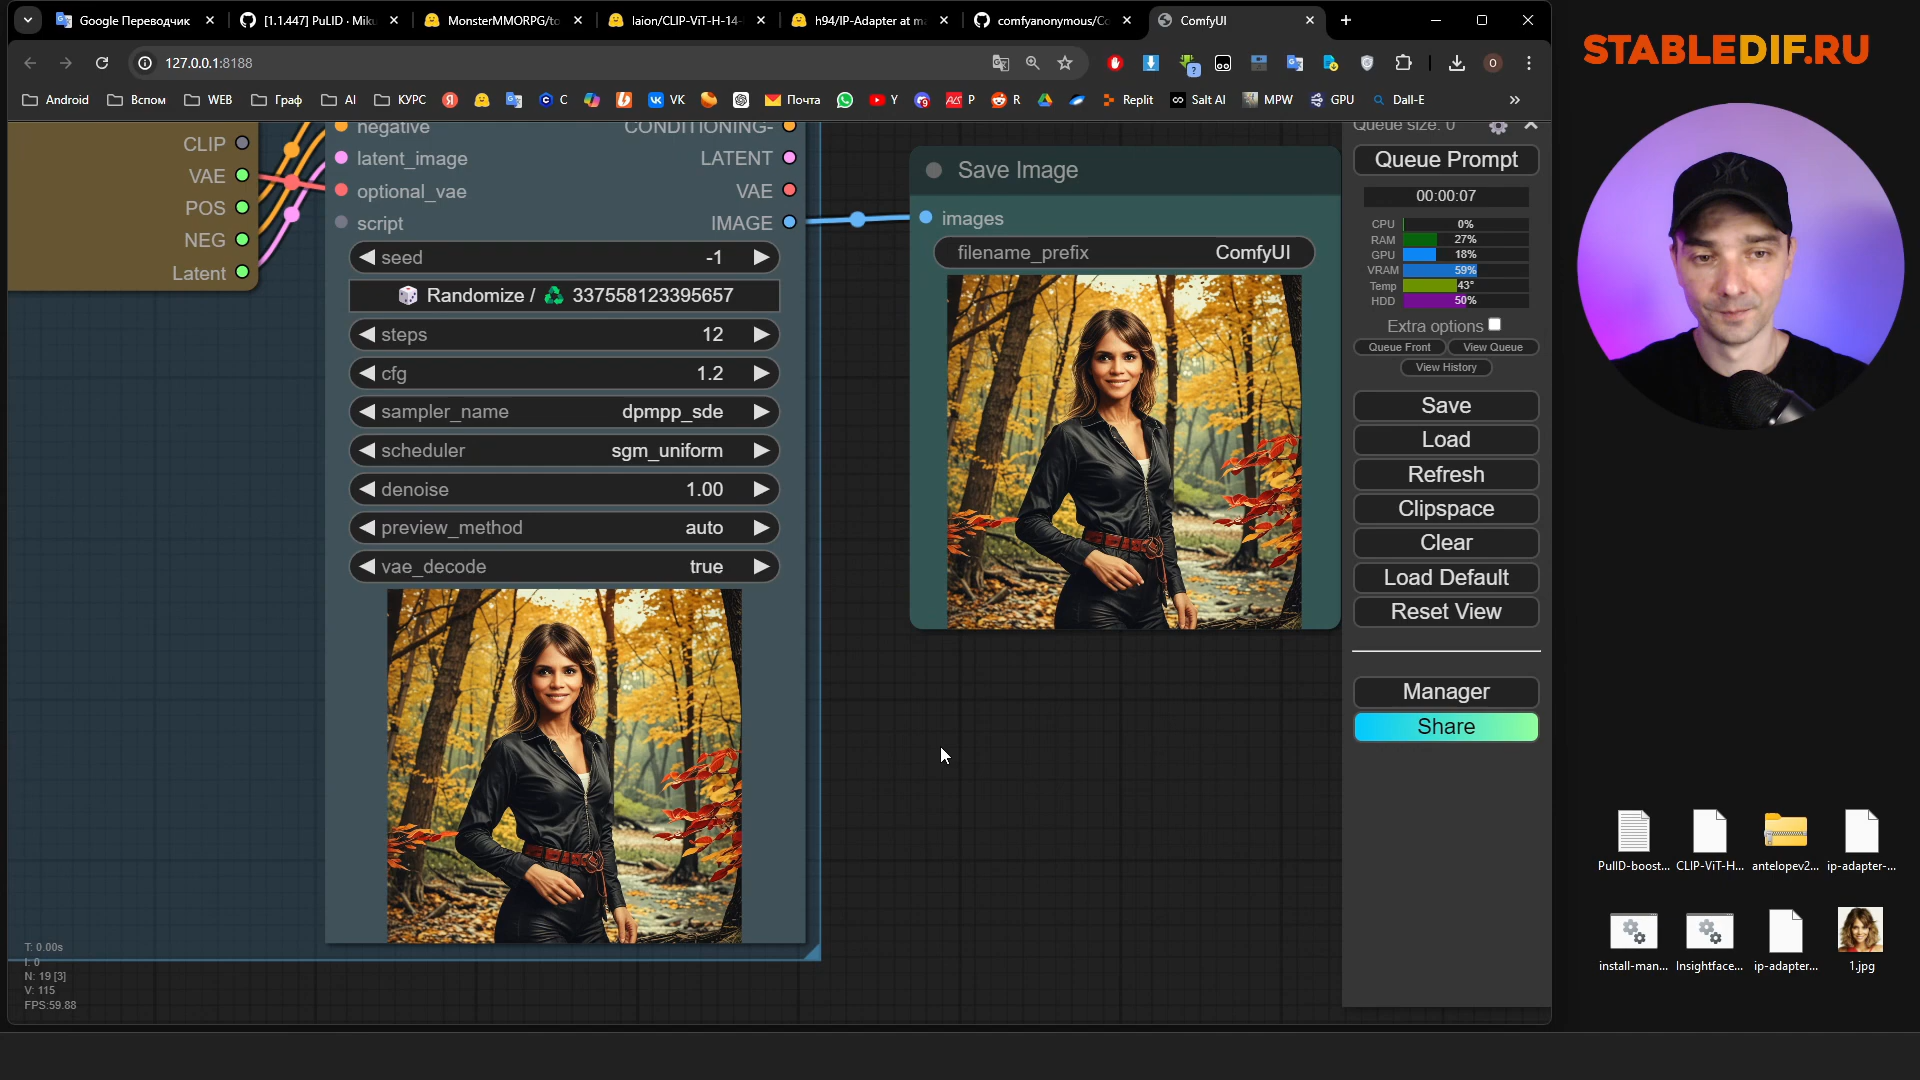 Google Переводчик
[1.1.447] PuLID · Miku
MonsterMMORPG/to
laion/CLIP-ViT-H-14-
h94/IP-Adapter at ma
comfyanonymous/Co
ComfyUI
127.0.0.1:8188
O
Android
Вспом
WEB
Граф
AI
КУРС
C
VK
Почта
Y
P
R
Replit
Salt AI
MPW
GPU
Dall-E
STABLEDIF.RU
CLIP
VAE
POS
NEG
Latent
negative
CONDITIONING-
latent_image
LATENT
optional_vae
VAE
script
IMAGE
seed
-1
Randomize / 337558123395657
steps
12
cfg
1.2
sampler_name
dpmpp_sde
scheduler
sgm_uniform
denoise
1.00
preview_method
auto
vae_decode
true
Save Image
images
filename_prefix
ComfyUI
Queue size: 0
Queue Prompt
00:00:07
CPU
0%
RAM
27%
GPU
18%
VRAM
59%
Temp
43°
HDD
50%
Extra options
Queue Front
View Queue
View History
Save
Load
Refresh
Clipspace
Clear
Load Default
Reset View
Manager
Share
T: 0.00s
I: 0
N: 19 [3]
V: 115
FPS:59.88
PullD-boost...
CLIP-ViT-H...
antelopev2...
ip-adapter-...
install-man...
Insightface...
ip-adapter...
1.jpg